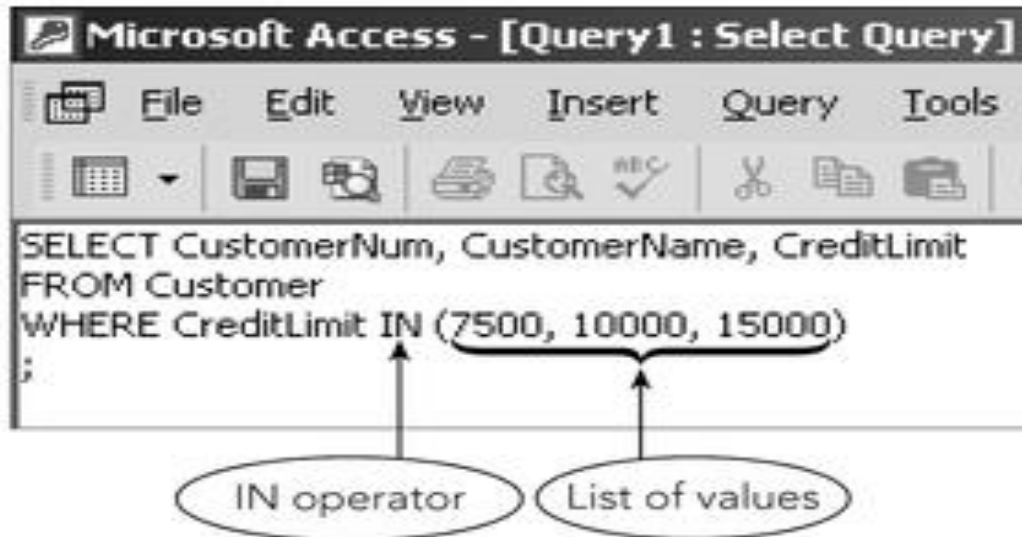 Microsoft Access - [Query1 : Select Query]
File Edit View Insert Query Tools
ABC
SELECT CustomerNum, CustomerName, CreditLimit
FROM Customer
WHERE CreditLimit IN (7500, 10000, 15000)
;
IN operator List of values